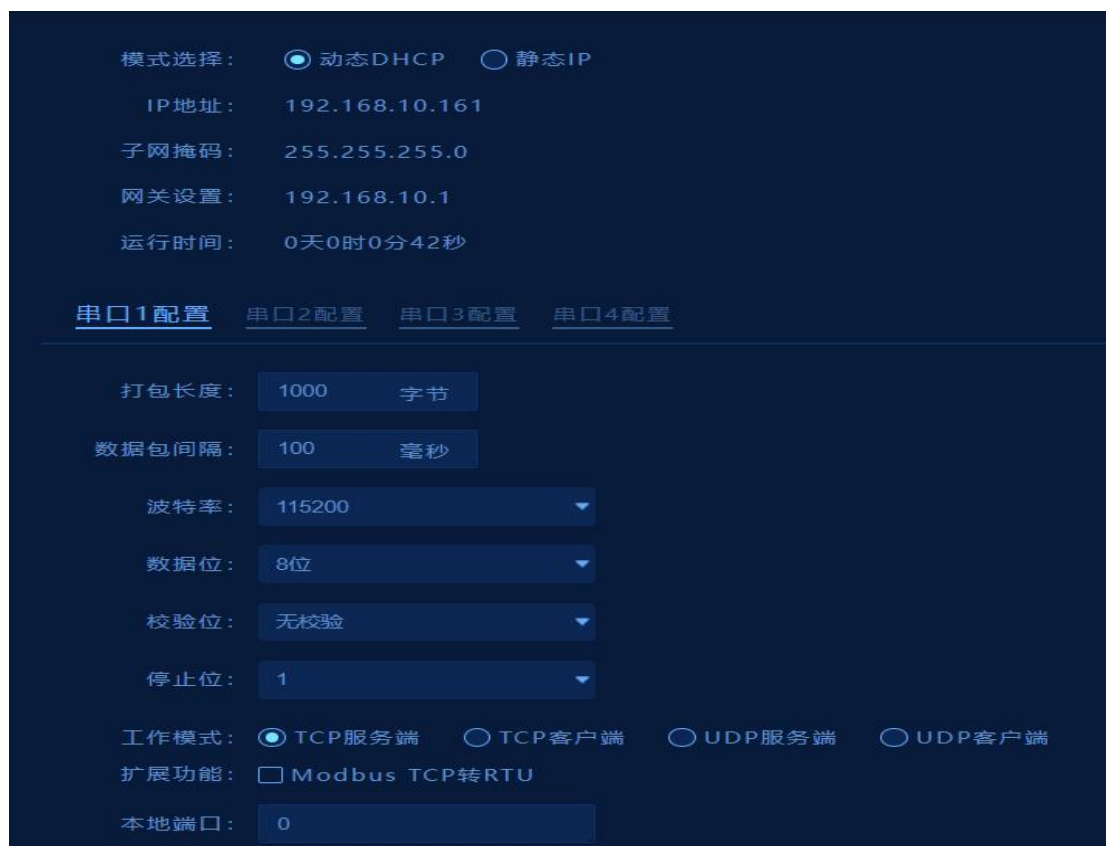 模式选择： 动态DHCP 静态IP
IP地址： 192.168.10.161
子网掩码： 255.255.255.0
网关设置： 192.168.10.1
运行时间： 0天0时0分42秒
串口1配置 串口2配置 串口3配置 串口4配置
打包长度： 1000 字节
数据包间隔： 100 毫秒
波特率： 115200
数据位： 8位
校验位： 无校验
停止位： 1
工作模式： TCP服务端 TCP客户端 UDP服务端 UDP客户端
扩展功能： Modbus TCP转RTU
本地端口： 0